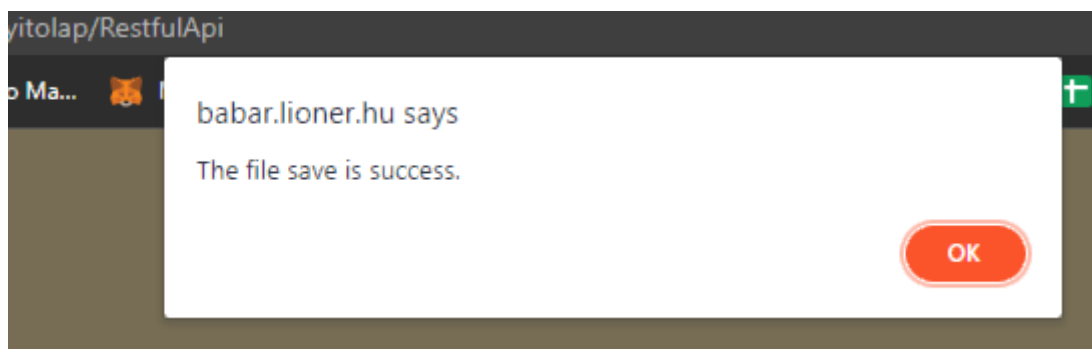 yitolap/RestfulApi
o Ma...
babar.lioner.hu says
The file save is success.
OK